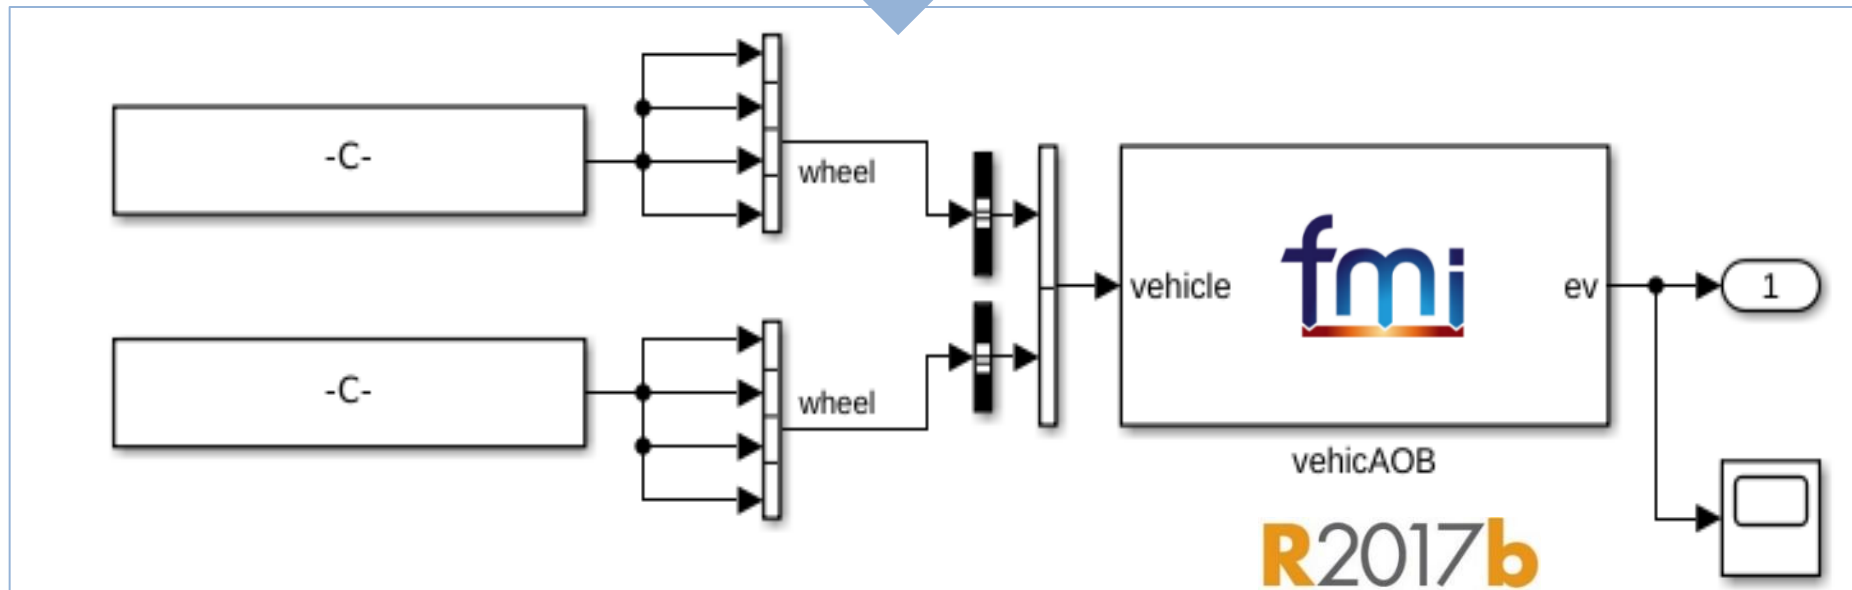 -C-
wheel
vehicle
fmi
ev
1
-C-
wheel
vehicAOB
R2017b